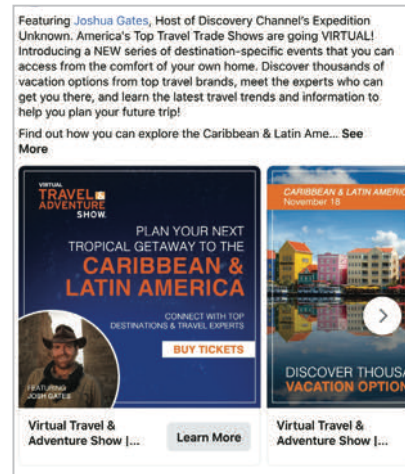 Featuring Joshua Gates, Host of Discovery Channel's Expedition
Unknown. America's Top Travel Trade Shows are going VIRTUAL!
Introducing a NEW series of destination-specific events that you can
access from the comfort of your own home. Discover thousands of
vacation options from top travel brands, meet the experts who can
get you there, and learn the latest travel trends and information to
help you plan your future trip!
Find out how you can explore the Caribbean & Latin Ame... See
More
VIRTUAL
TRAVEL &
ADVENTURE
SHOW.
PLAN YOUR NEXT
TROPICAL GETAWAY TO THE
CARIBBEAN &
LATIN AMERICA
CONNECT WITH TOP
DESTINATIONS & TRAVEL EXPERTS
BUY TICKETS
FEATURING
JOSH GATES
Virtual Travel &
Adventure Show |...
Learn More
CARIBBEAN & LATIN AMERIC
November 18
DISCOVER THOUSA
VACATION OPTION
Virtual Travel &
Adventure Show |...